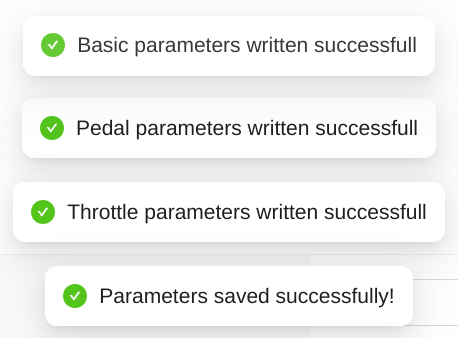 Basic parameters written successfull
Pedal parameters written successfull
Throttle parameters written successfull
Parameters saved successfully!